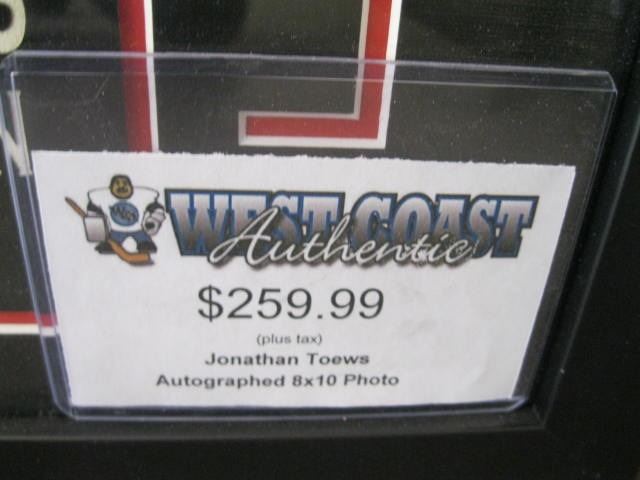 WEST COAST
Authentic
$259.99
(plus tax)
Jonathan Toews
Autographed 8x10 Photo